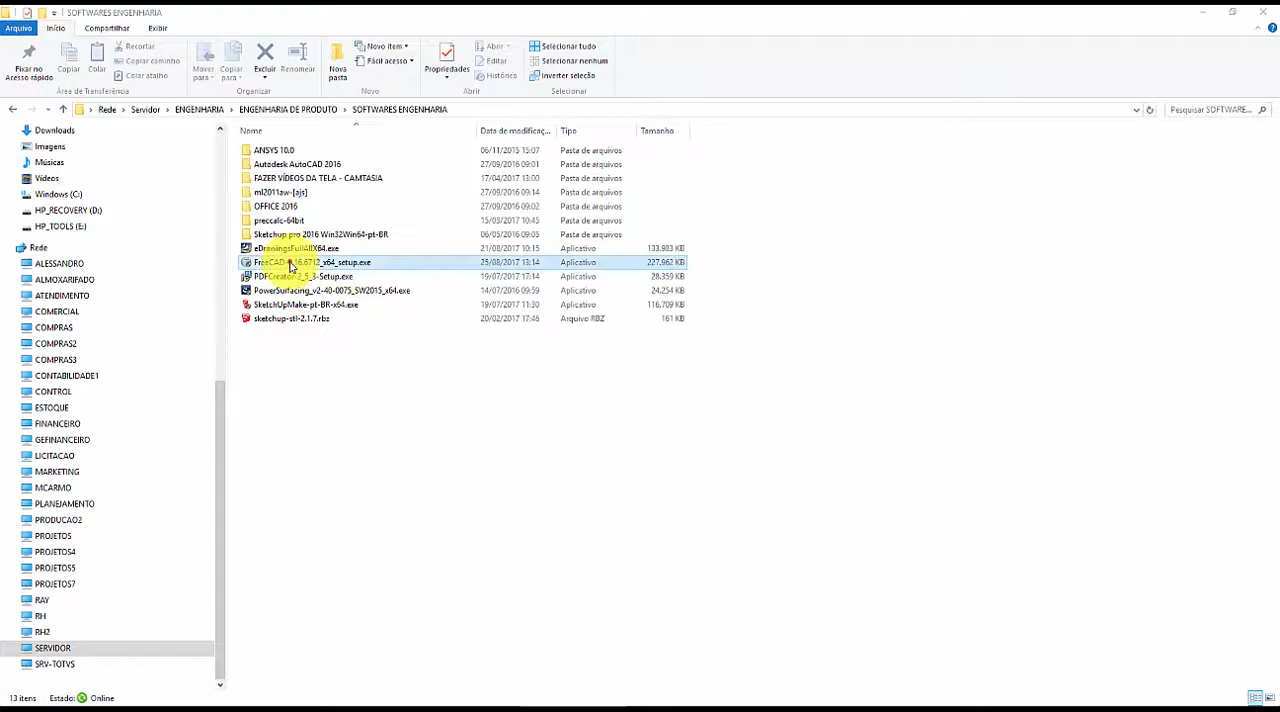 SOFTWARES ENGENHARIA
Arquivo Início Compartilhar Exibir
Fixar no Acesso rápido
Copiar
Colar
Recortar
Copiar caminho
Colar atalho
Área de Transferência
Mover para
Copiar para
Excluir
Renomear
Organizar
Nova pasta
Novo item
Fácil acesso
Novo
Propriedades
Abrir
Editar
Histórico
Abrir
Selecionar tudo
Selecionar nenhum
Inverter seleção
Selecionar
Rede Servidor ENGENHARIA ENGENHARIA DE PRODUTO SOFTWARES ENGENHARIA
Pesquisar SOFTWARE...
Downloads
Imagens
Músicas
Vídeos
Windows (C:)
HP_RECOVERY (D:)
HP_TOOLS (E:)
Rede
ALESSANDRO
ALMOXARIFADO
ATENDIMENTO
COMERCIAL
COMPRAS
COMPRAS2
COMPRAS3
CONTABILIDADE1
CONTROL
ESTOQUE
FINANCEIRO
GEFINANCEIRO
LICITACAO
MARKETING
MCARMO
PLANEJAMENTO
PRODUCAO2
PROJETOS
PROJETOS4
PROJETOS5
PROJETOS7
RAY
RH
RH2
SERVIDOR
SRV-TOTVS
Nome Data de modificaç... Tipo Tamanho
ANSYS 10.0 06/11/2015 15:07 Pasta de arquivos
Autodesk AutoCAD 2016 27/09/2016 09:01 Pasta de arquivos
FAZER VÍDEOS DA TELA - CAMTASIA 17/04/2017 13:00 Pasta de arquivos
ml2011aw-[ajs] 27/09/2016 09:14 Pasta de arquivos
OFFICE 2016 27/09/2016 09:02 Pasta de arquivos
preccalc-64bit 15/03/2017 10:45 Pasta de arquivos
Sketchup pro 2016 Win32Win64-pt-BR 06/05/2016 09:05 Pasta de arquivos
eDrawingsFullAllX64.exe 21/08/2017 10:15 Aplicativo 133.983 KB
25/08/2017 13:14 Aplicativo 227.962 KB
PDFCreator-2_5_3-Setup.exe 19/07/2017 17:14 Aplicativo 28.359 KB
PowerSurfacing_v2-40-0075_SW2015_x64.exe 14/07/2016 09:59 Aplicativo 24.254 KB
SketchUpMake-pt-BR-x64.exe 19/07/2017 11:30 Aplicativo 116.709 KB
sketchup-stl-2.1.7.rbz 20/02/2017 17:46 Arquivo RBZ 161 KB
13 itens Estado: Online